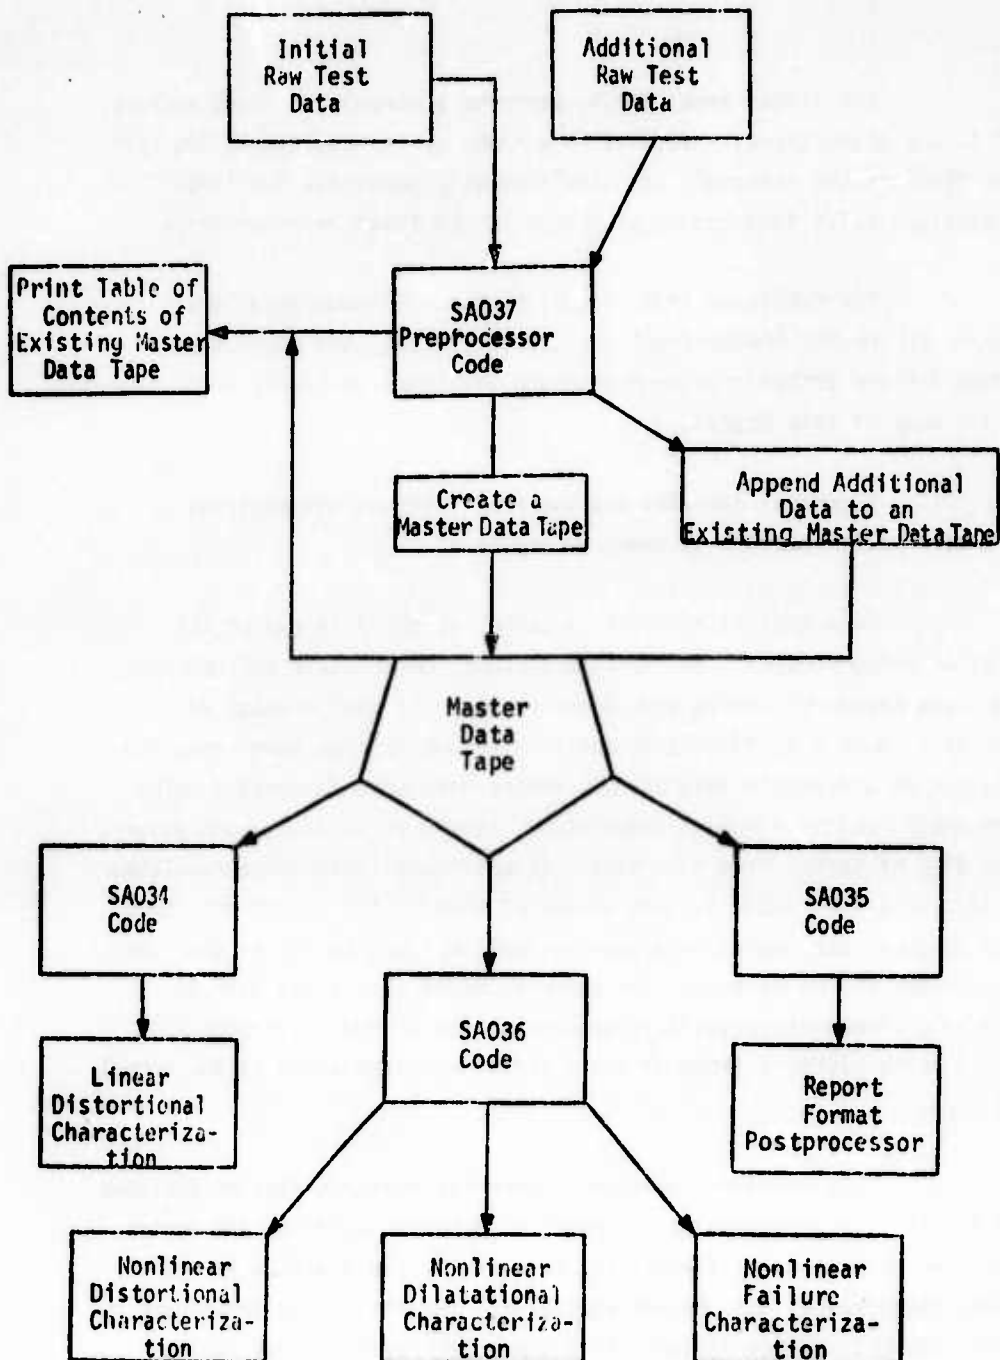 Initial
Raw Test
Data
Additional
Raw Test
Data
Print Table of
Contents of
Existing Master
Data Tape
SA037
Preprocessor
Code
Create a
Master Data Tape
Append Additional
Data to an
Existing Master Data Tape
Master
Data
Tape
SA034
Code
SA035
Code
SA036
Code
Linear
Distortional
Characteriza-
tion
Report
Format
Postprocessor
Nonlinear
Distortional
Characteriza-
tion
Nonlinear
Dilatational
Characteriza-
tion
Nonlinear
Failure
Characteriza-
tion